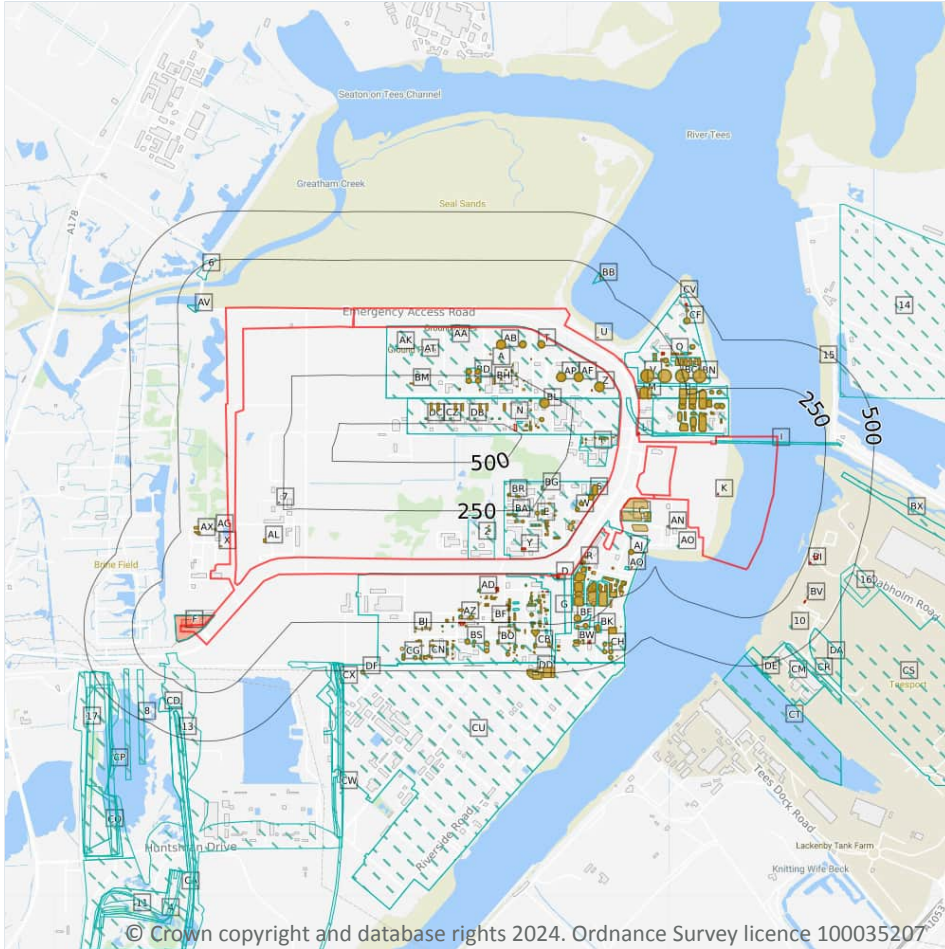 Seaton on Tees Channel
River Tees
Greatham Creek
A178
Seal Sands
6
BB
AV
CV
14
CF
Emergency Access Road
U
AK
AA
AB
T
AT
A
O
15
BM
BH
AP
AF
Z
V
BC
BN
BL
DC
CZ
DB
N
250
500
500
I
BR
BG
K
7
250
BA
E
W
BX
AX
AG
X
AL
2
Y
AN
AO
AJ
AQ
R
BI
Brine Field
D
16
Dabholm Road
AD
G
BV
F
AZ
BF
BE
BK
10
BJ
BS
BO
CB
BW
CH
CG
CN
DA
DF
DD
DE
CM
CR
CS
CX
Teesport
CD
17
8
13
CU
CT
CP
CW
Tees Dock Road
CQ
Riverside Road
Huntsman Drive
Lackenby Tank Farm
Knitting Wife Beck
11
4
A1053
© Crown copyright and database rights 2024. Ordnance Survey licence 100035207